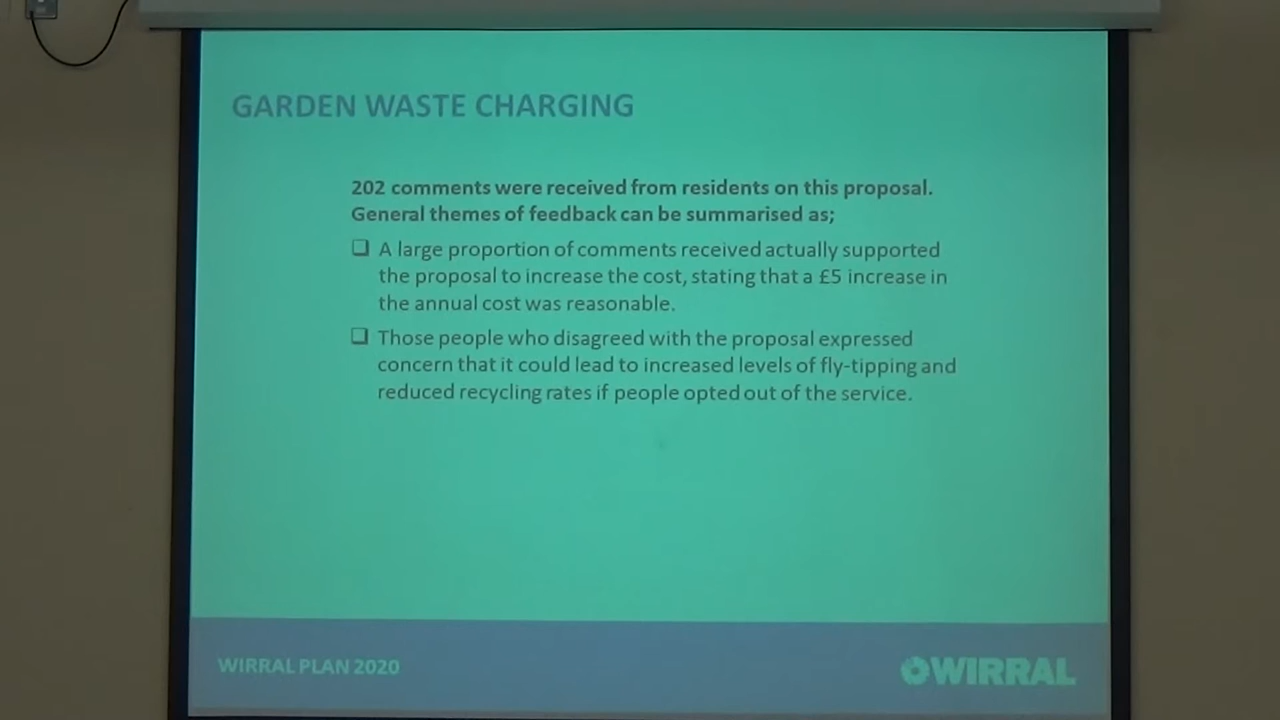 GARDEN WASTE CHARGING
202 comments were received from residents on this proposal.
General themes of feedback can be summarised as;
A large proportion of comments received actually supported
the proposal to increase the cost, stating that a £5 increase in
the annual cost was reasonable.
Those people who disagreed with the proposal expressed
concern that it could lead to increased levels of fly-tipping and
reduced recycling rates if people opted out of the service.
WIRRAL PLAN 2020
WIRRAL